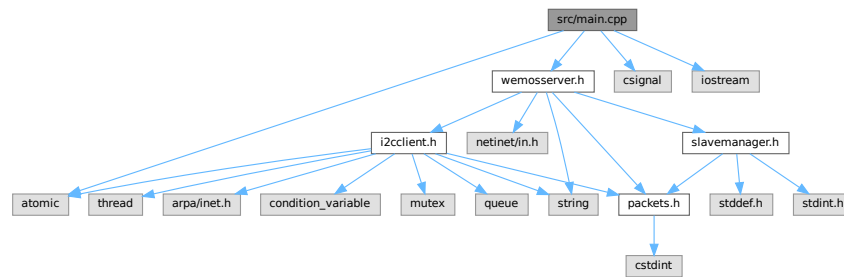 src/main.cpp
wemosserver.h
csignal
iostream
i2cclient.h
netinet/in.h
slavemanager.h
atomic
thread
arpa/inet.h
condition_variable
mutex
queue
string
packets.h
stddef.h
stdint.h
cstdint